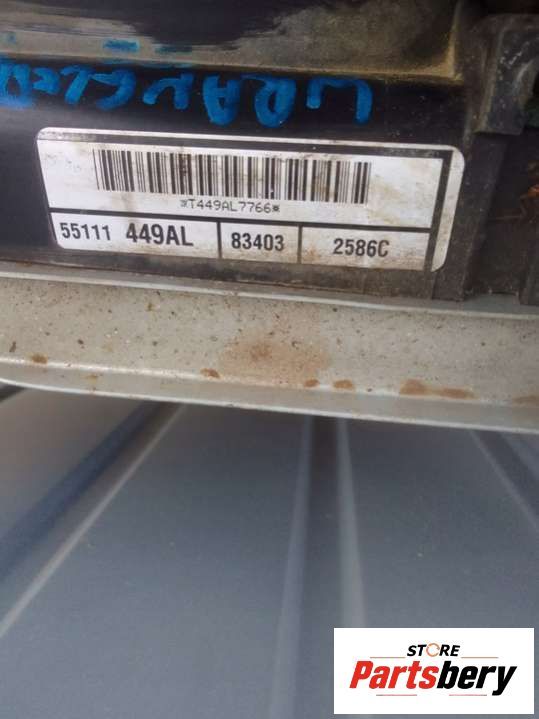 WRANGLER
*T449AL7766*
55111 449AL 83403 2586C
STORE
Partsbery